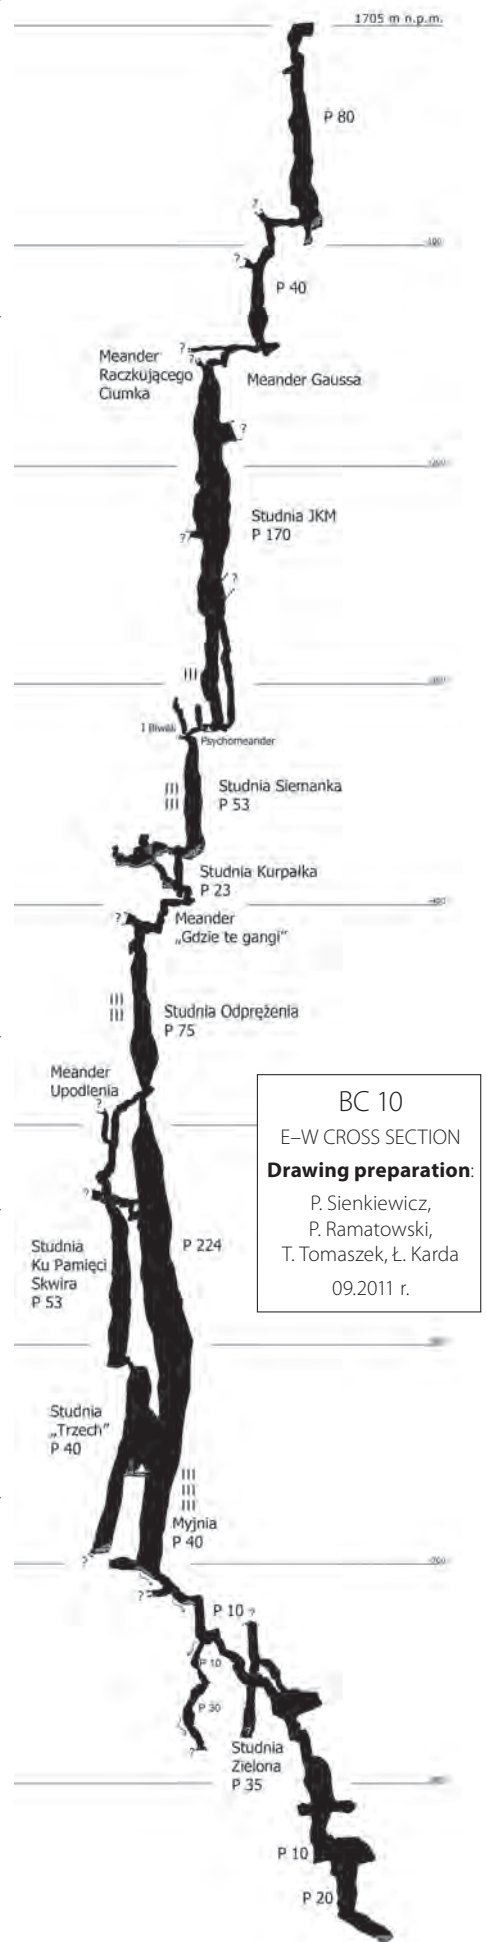 1705 m n.p.m.
P 80
?
-100
?
P 40
?
?
Meander
Raczkującego
Ciumka
Meander Gaussa
?
-200
Studnia JKM
P 170
?
?
I Biwak
Psychomeander
Studnia Siemanka
P 53
Studnia Kurpałka
P 23
-400
?
Meander
„Gdzie te gangi"
Studnia Odprężenia
P 75
Meander
Upodlenia
?
?
P 224
Studnia
Ku Pamięci
Skwira
P 53
BC 10
E–W CROSS SECTION
Drawing preparation:
P. Sienkiewicz,
P. Ramatowski,
T. Tomaszek, Ł. Karda
09.2011 r.
Studnia
„Trzech"
P 40
Myjnia
P 40
?
-700
?
P 10 ?
P 10
P 30
?
?
Studnia
Zielona
P 35
P 10
P 20